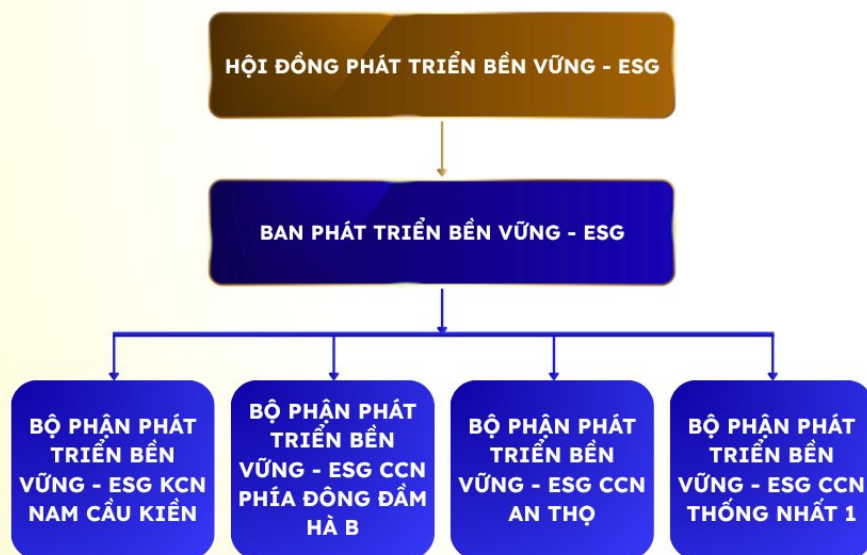 HỘI ĐỒNG PHÁT TRIỂN BỀN VỮNG - ESG
BAN PHÁT TRIỂN BỀN VỮNG - ESG
BỘ PHẬN PHÁT
TRIỂN BỀN
VỮNG - ESG KCN
NAM CẦU KIỀN
BỘ PHẬN PHÁT
TRIỂN BỀN
VỮNG - ESG CCN
PHÍA ĐÔNG ĐẦM
HÀ B
BỘ PHẬN PHÁT
TRIỂN BỀN
VỮNG - ESG CCN
AN THỌ
BỘ PHẬN PHÁT
TRIỂN BỀN
VỮNG - ESG CCN
THỐNG NHẤT 1